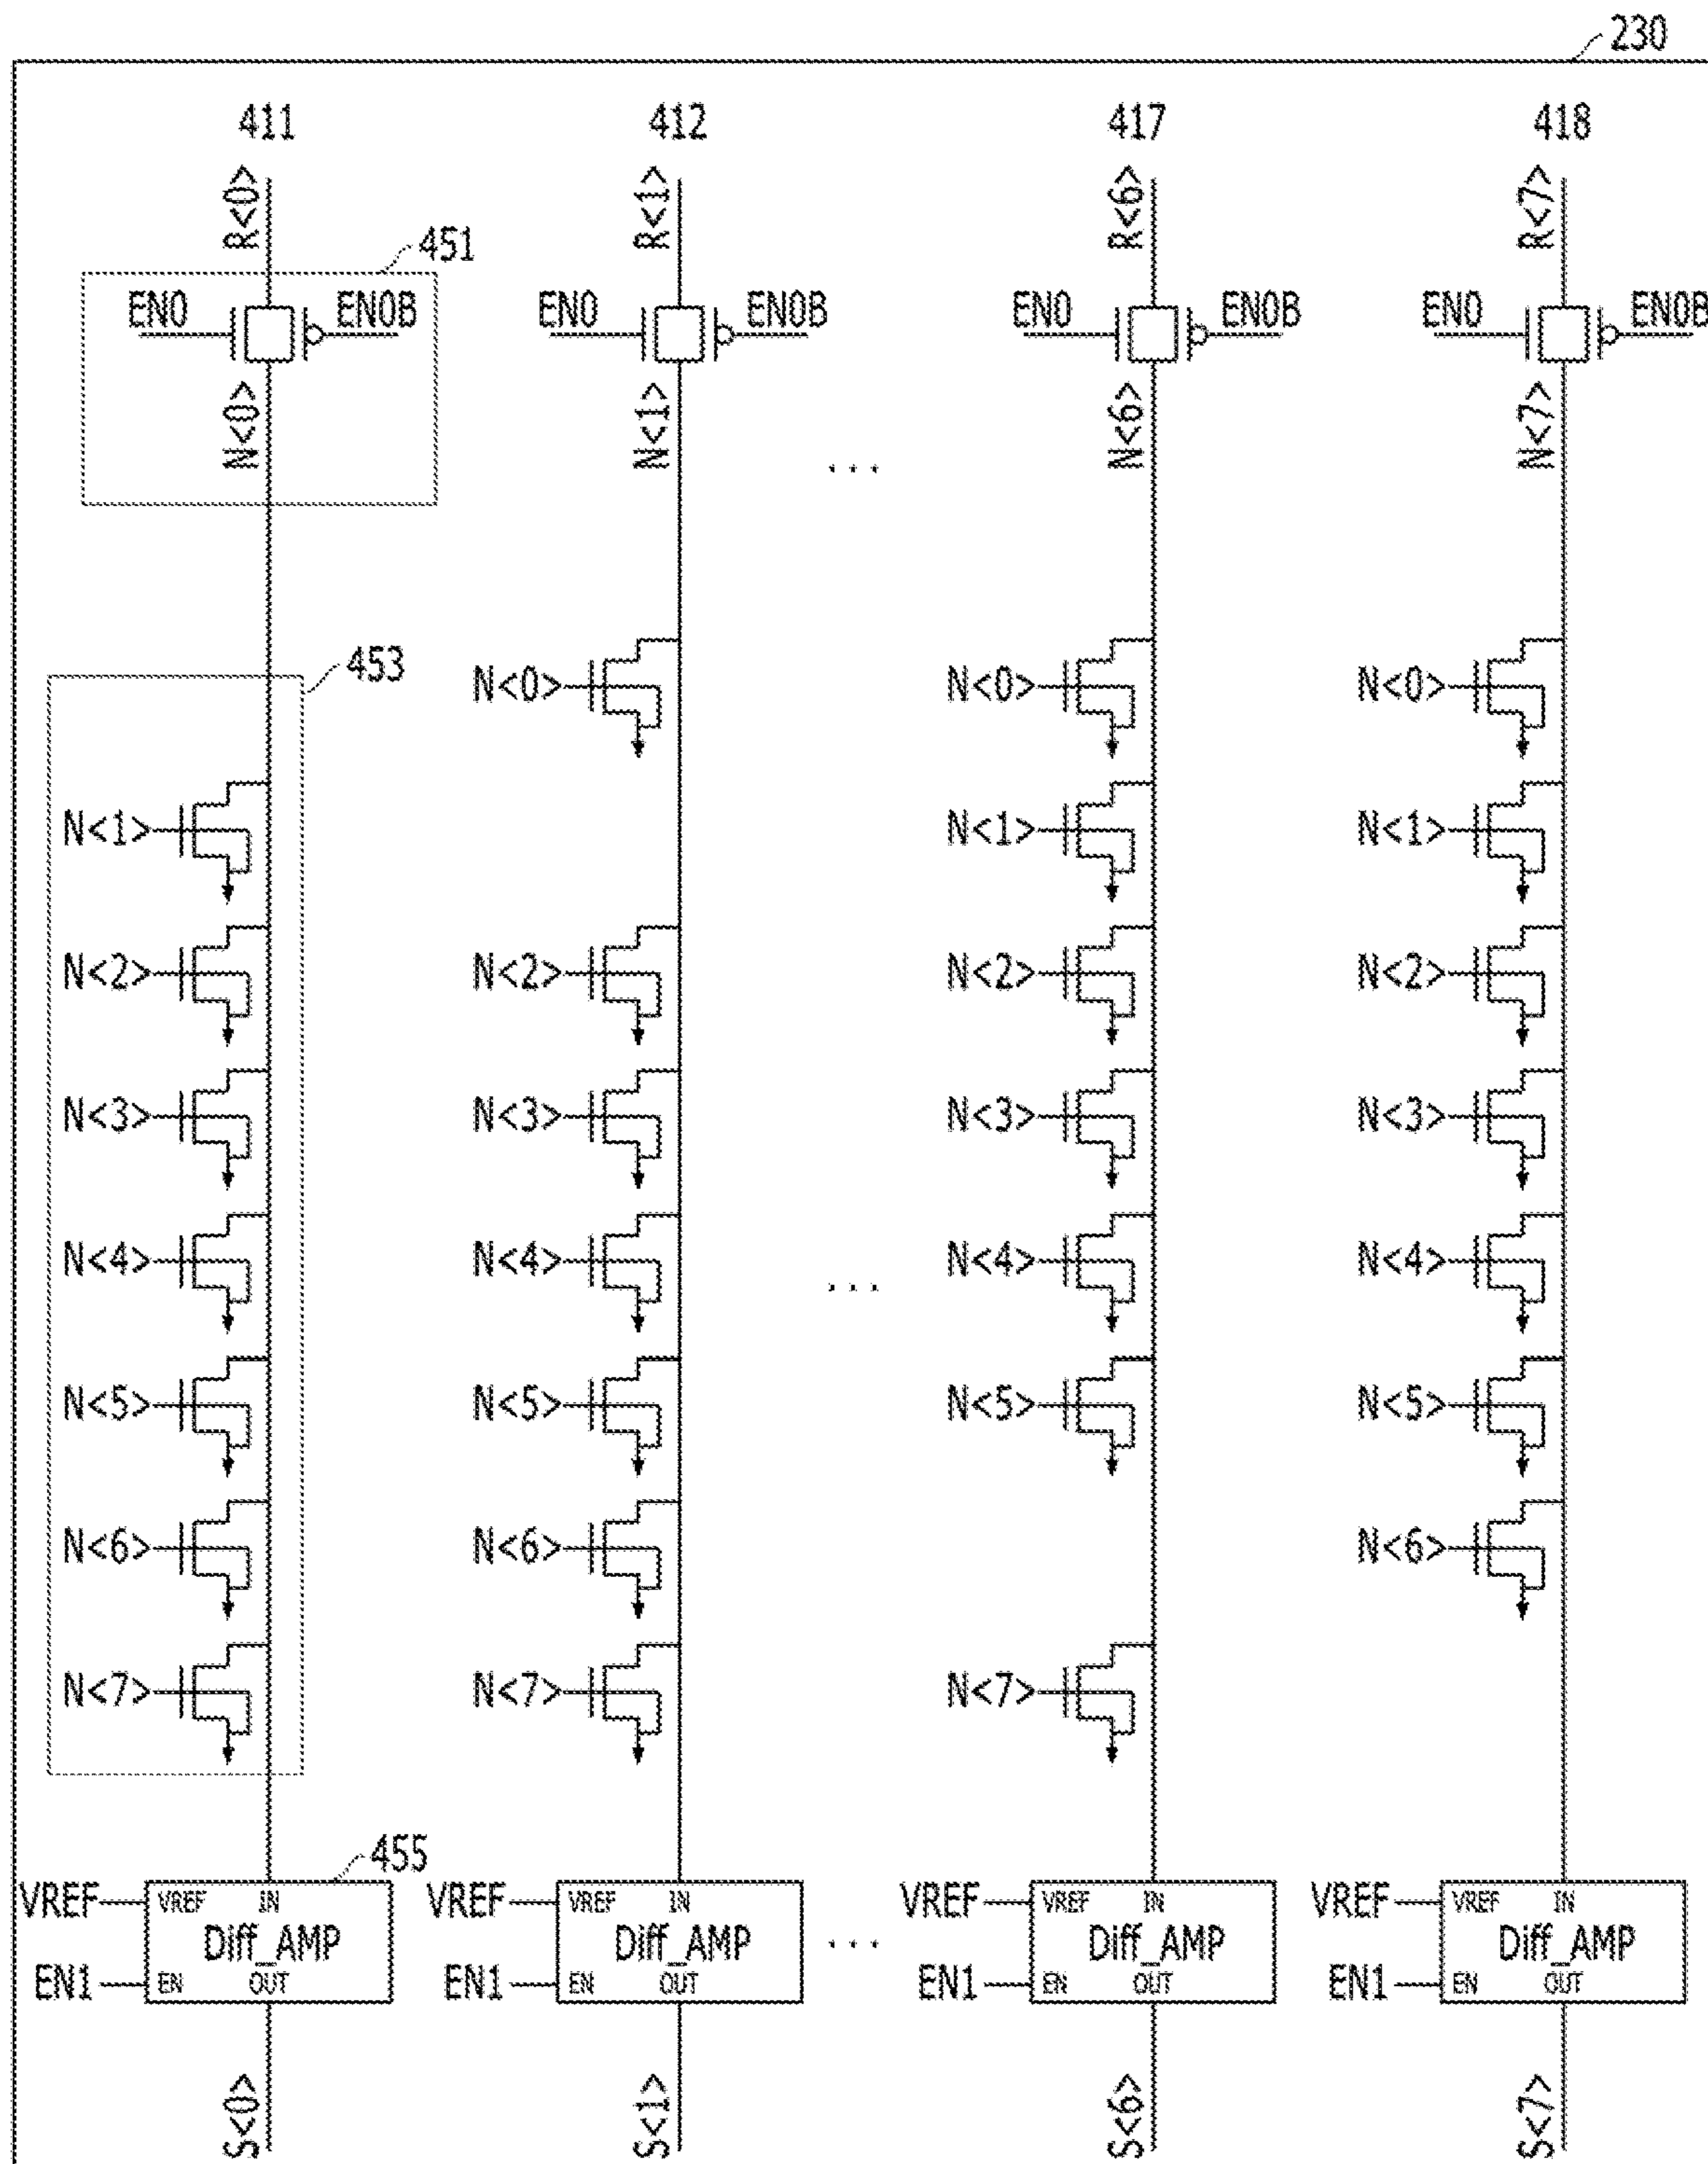 230
411 412 417 418
R<0> R<1> R<6> R<7>
451
EN0 EN0B EN0 EN0B EN0 EN0B EN0 EN0B
N<0> N<1> N<6> N<7>
...
453
N<0> N<0> N<0>
N<1> N<1> N<1>
N<2> N<2> N<2> N<2>
N<3> N<3> N<3> N<3>
N<4> N<4> ... N<4> N<4>
N<5> N<5> N<5> N<5>
N<6> N<6> N<6>
N<7> N<7> N<7>
455
VREF VREF IN VREF VREF IN VREF VREF IN VREF VREF IN
Diff_AMP Diff_AMP ... Diff_AMP Diff_AMP
EN1 EN OUT EN1 EN OUT EN1 EN OUT EN1 EN OUT
S<0> S<1> S<6> S<7>